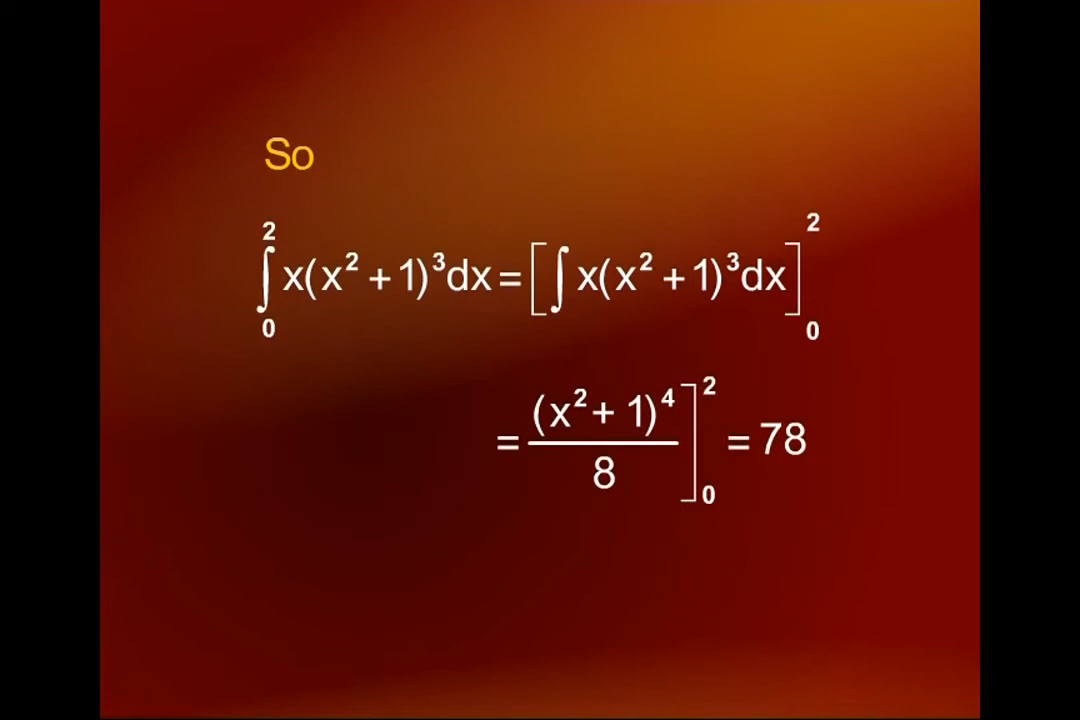 So
∫₀² x(x² + 1)³dx = [∫ x(x² + 1)³dx]₀²
= (x² + 1)⁴ / 8 ]₀² = 78